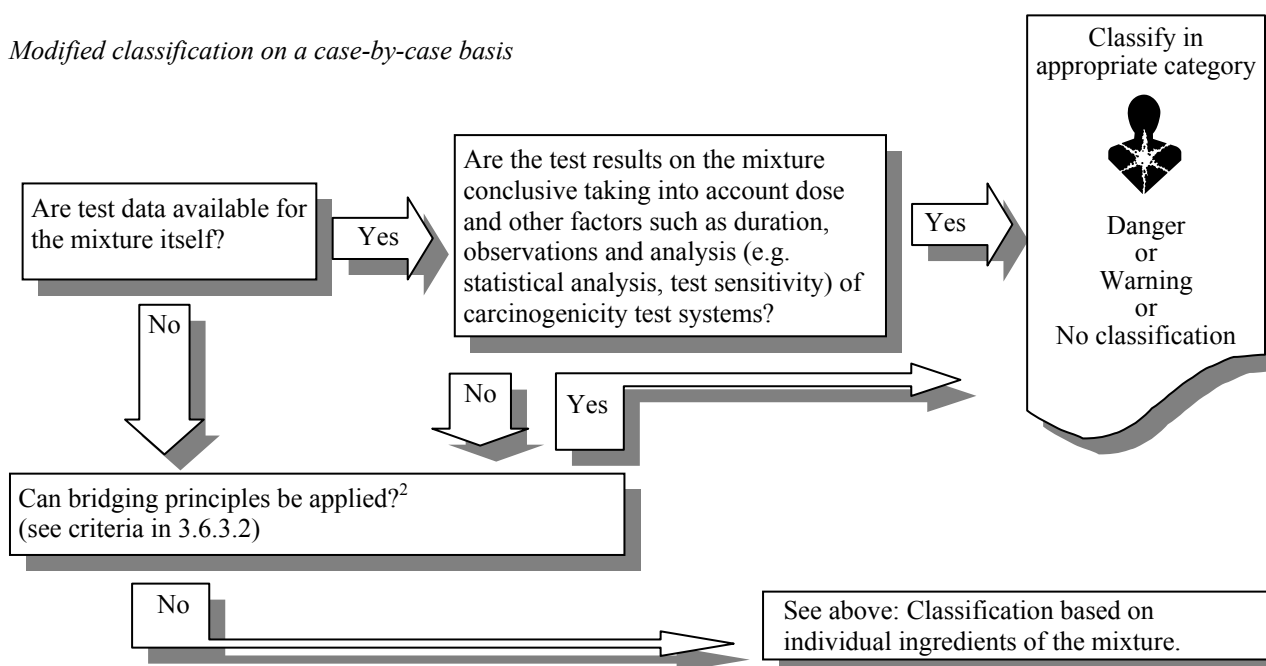 Modified classification on a case-by-case basis
Classify in
appropriate category
Are test data available for
the mixture itself?
Yes
Are the test results on the mixture
conclusive taking into account dose
and other factors such as duration,
observations and analysis (e.g.
statistical analysis, test sensitivity) of
carcinogenicity test systems?
Yes
Danger
or
Warning
or
No classification
No
No
Yes
Can bridging principles be applied?²
(see criteria in 3.6.3.2)
No
See above: Classification based on
individual ingredients of the mixture.